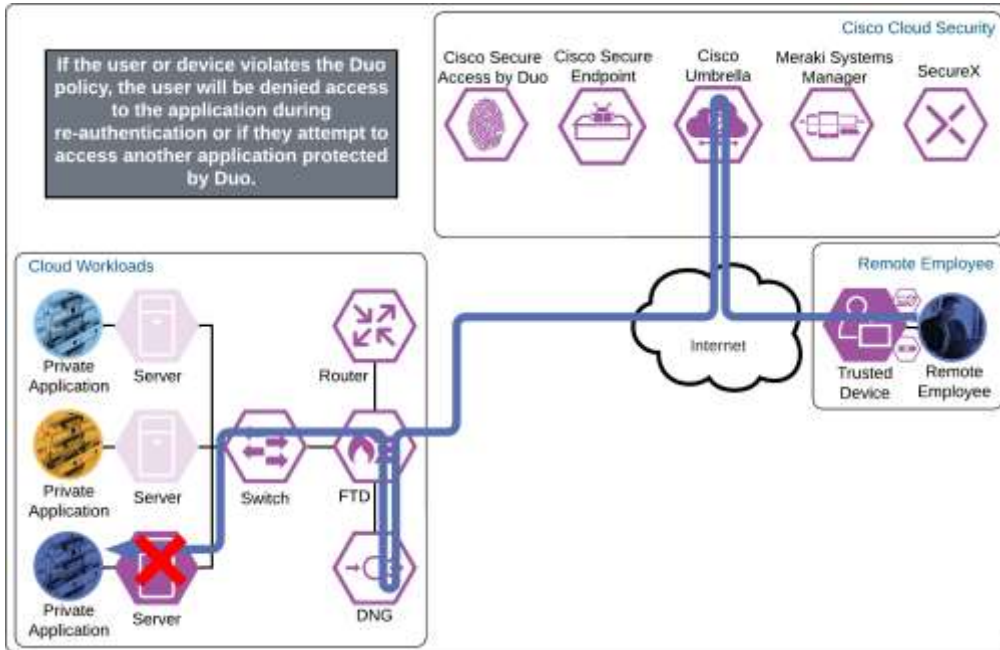 Cisco Cloud Security
If the user or device violates the Duo
policy, the user will be denied access
to the application during
re-authentication or if they attempt to
access another application protected
by Duo.
Cisco Secure
Access by Duo
Cisco Secure
Endpoint
Cisco
Umbrella
Meraki Systems
Manager
SecureX
Cloud Workloads
Remote Employee
Private
Application
Server
Router
Internet
Trusted
Device
Remote
Employee
Private
Application
Server
Switch
FTD
Private
Application
Server
DNG